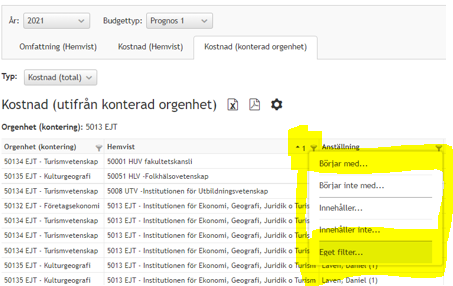 År: 2021 Budgettyp: Prognos 1
Omfattning (Hemvist) Kostnad (Hemvist) Kostnad (konterad orgenhet)
Typ: Kostnad (total)
Kostnad (utifrån konterad orgenhet)
Orgenhet (kontering): 5013 EJT
Orgenhet (kontering) Hemvist 1 Anställning
50134 EJT - Turismvetenskap 50001 HUV fakultetskansli Börjar med...
50135 EJT - Kulturgeografi 50051 HLV -Folkhälsovetenskap
50134 EJT - Turismvetenskap 5008 UTV -Institutionen för Utbildningsvetenskap Börjar inte med...
50132 EJT - Företagsekonomi 5013 EJT - Institutionen för Ekonomi, Geografi, Juridik o Turism Innehåller...
50134 EJT - Turismvetenskap 5013 EJT - Institutionen för Ekonomi, Geografi, Juridik o Turism
50134 EJT - Turismvetenskap 5013 EJT - Institutionen för Ekonomi, Geografi, Juridik o Turism Innehåller inte...
50135 EJT - Kulturgeografi 5013 EJT - Institutionen för Ekonomi, Geografi, Juridik o Turism Eget filter...
50135 EJT - Kulturgeografi 5013 EJT - Institutionen för Ekonomi, Geografi, Juridik o Turism Laven, Daniel (1)